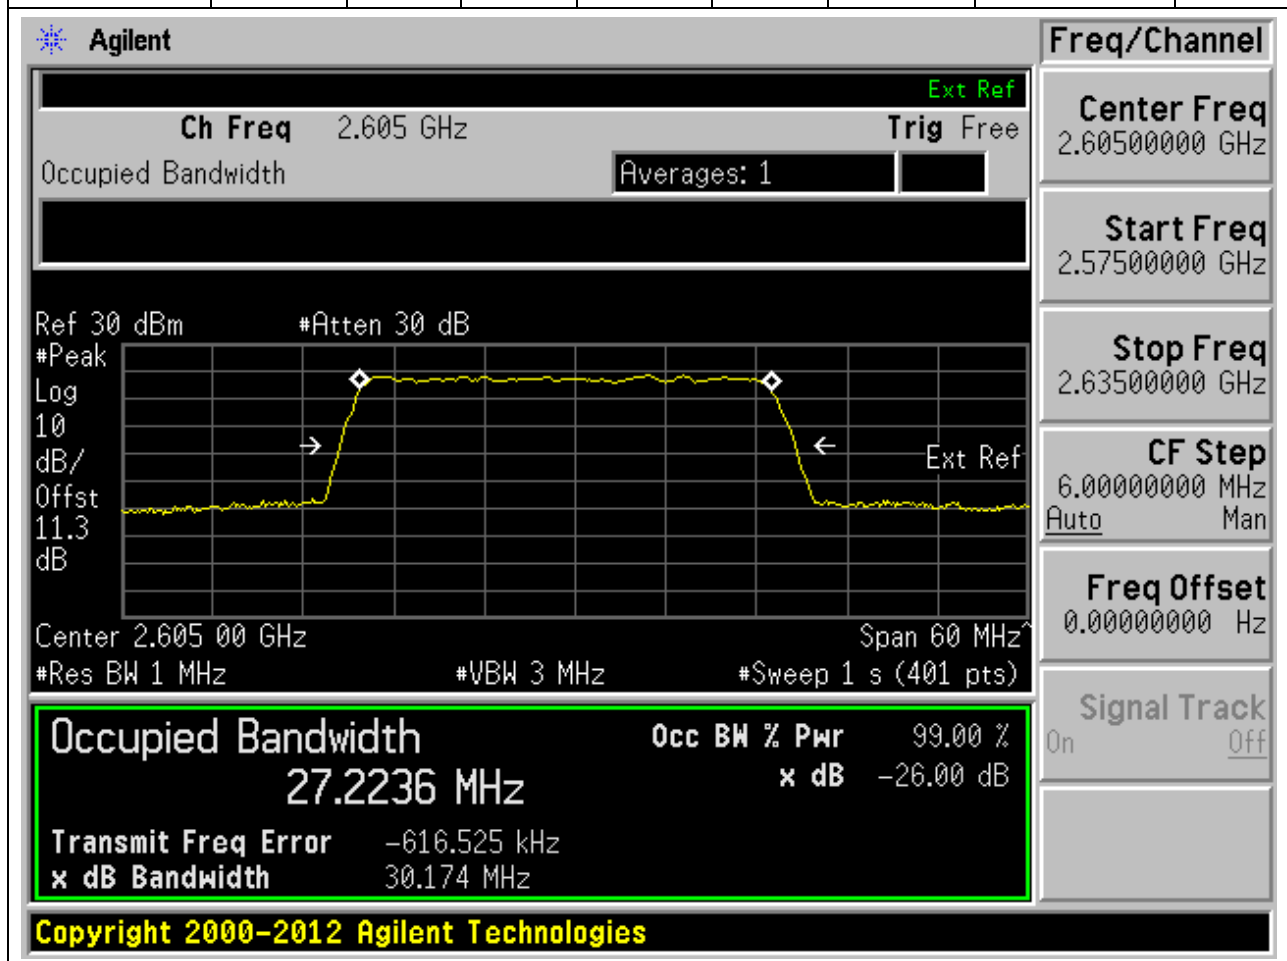 Agilent
Freq/Channel
Ext Ref
Ch Freq 2.605 GHz Trig Free
Occupied Bandwidth Averages: 1
Center Freq
2.60500000 GHz
Start Freq
2.57500000 GHz
Stop Freq
2.63500000 GHz
CF Step
6.00000000 MHz
Auto Man
Freq Offset
0.00000000 Hz
Signal Track
On Off
Ref 30 dBm #Atten 30 dB
#Peak
Log
10
dB/
Offst
11.3
dB
Ext Ref
Center 2.605 00 GHz Span 60 MHz^
#Res BW 1 MHz #VBW 3 MHz #Sweep 1 s (401 pts)
Occupied Bandwidth Occ BW % Pwr 99.00 %
27.2236 MHz x dB -26.00 dB
Transmit Freq Error -616.525 kHz
x dB Bandwidth 30.174 MHz
Copyright 2000-2012 Agilent Technologies